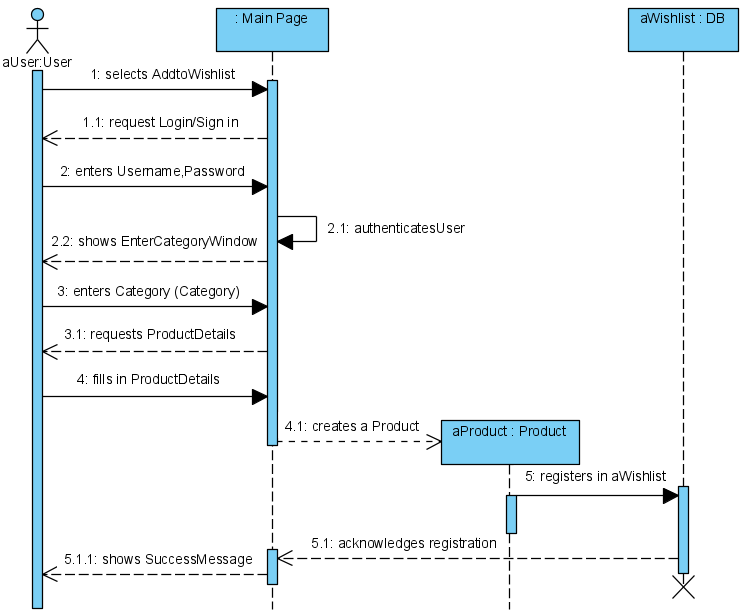 : Main Page
aWishlist : DB
aUser:User
1: selects AddtoWishlist
1.1: request Login/Sign in
2: enters Username,Password
2.1: authenticatesUser
2.2: shows EnterCategoryWindow
3: enters Category (Category)
3.1: requests ProductDetails
4: fills in ProductDetails
4.1: creates a Product
aProduct : Product
5: registers in aWishlist
5.1: acknowledges registration
5.1.1: shows SuccessMessage